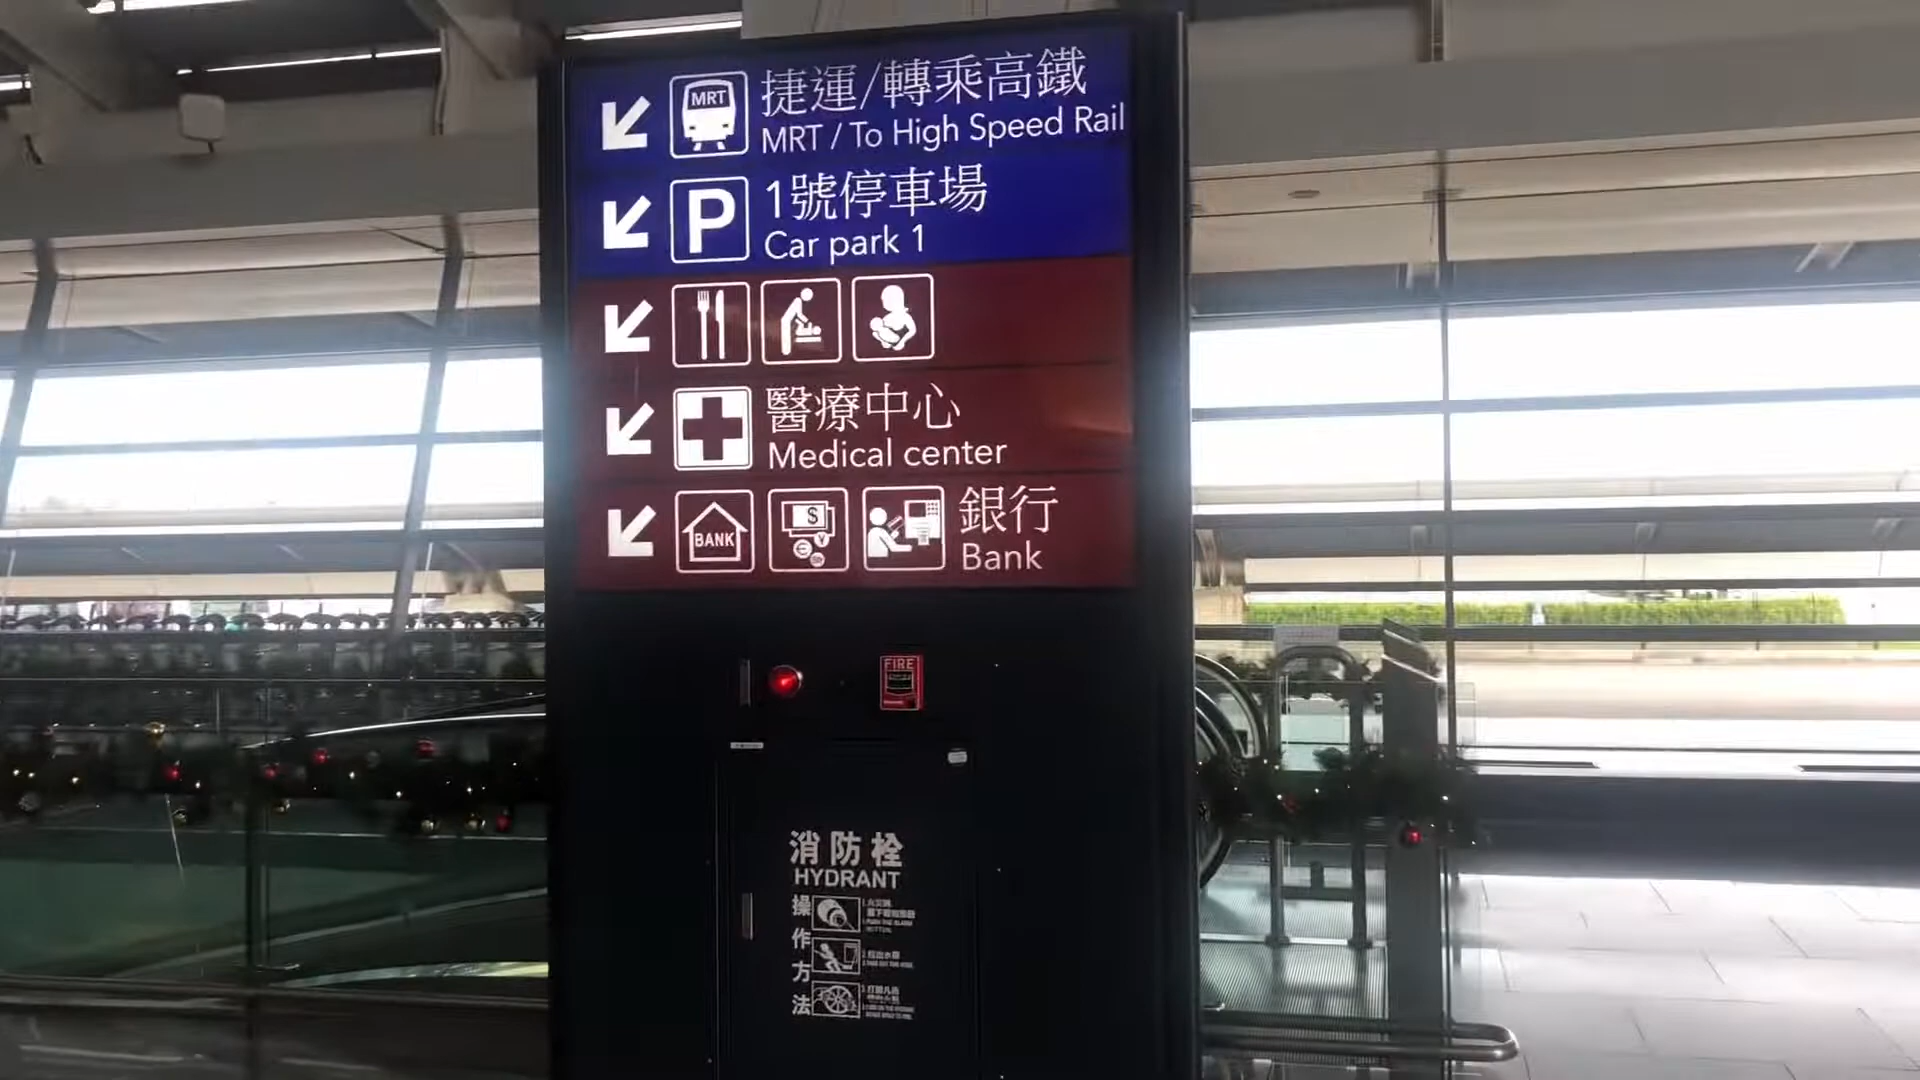 MRT
捷運/轉乘高鐵
MRT / To High Speed Rail
P
1號停車場
Car park 1
醫療中心
Medical center
BANK
$
銀行
Bank
FIRE
消防栓
HYDRANT
操作方法